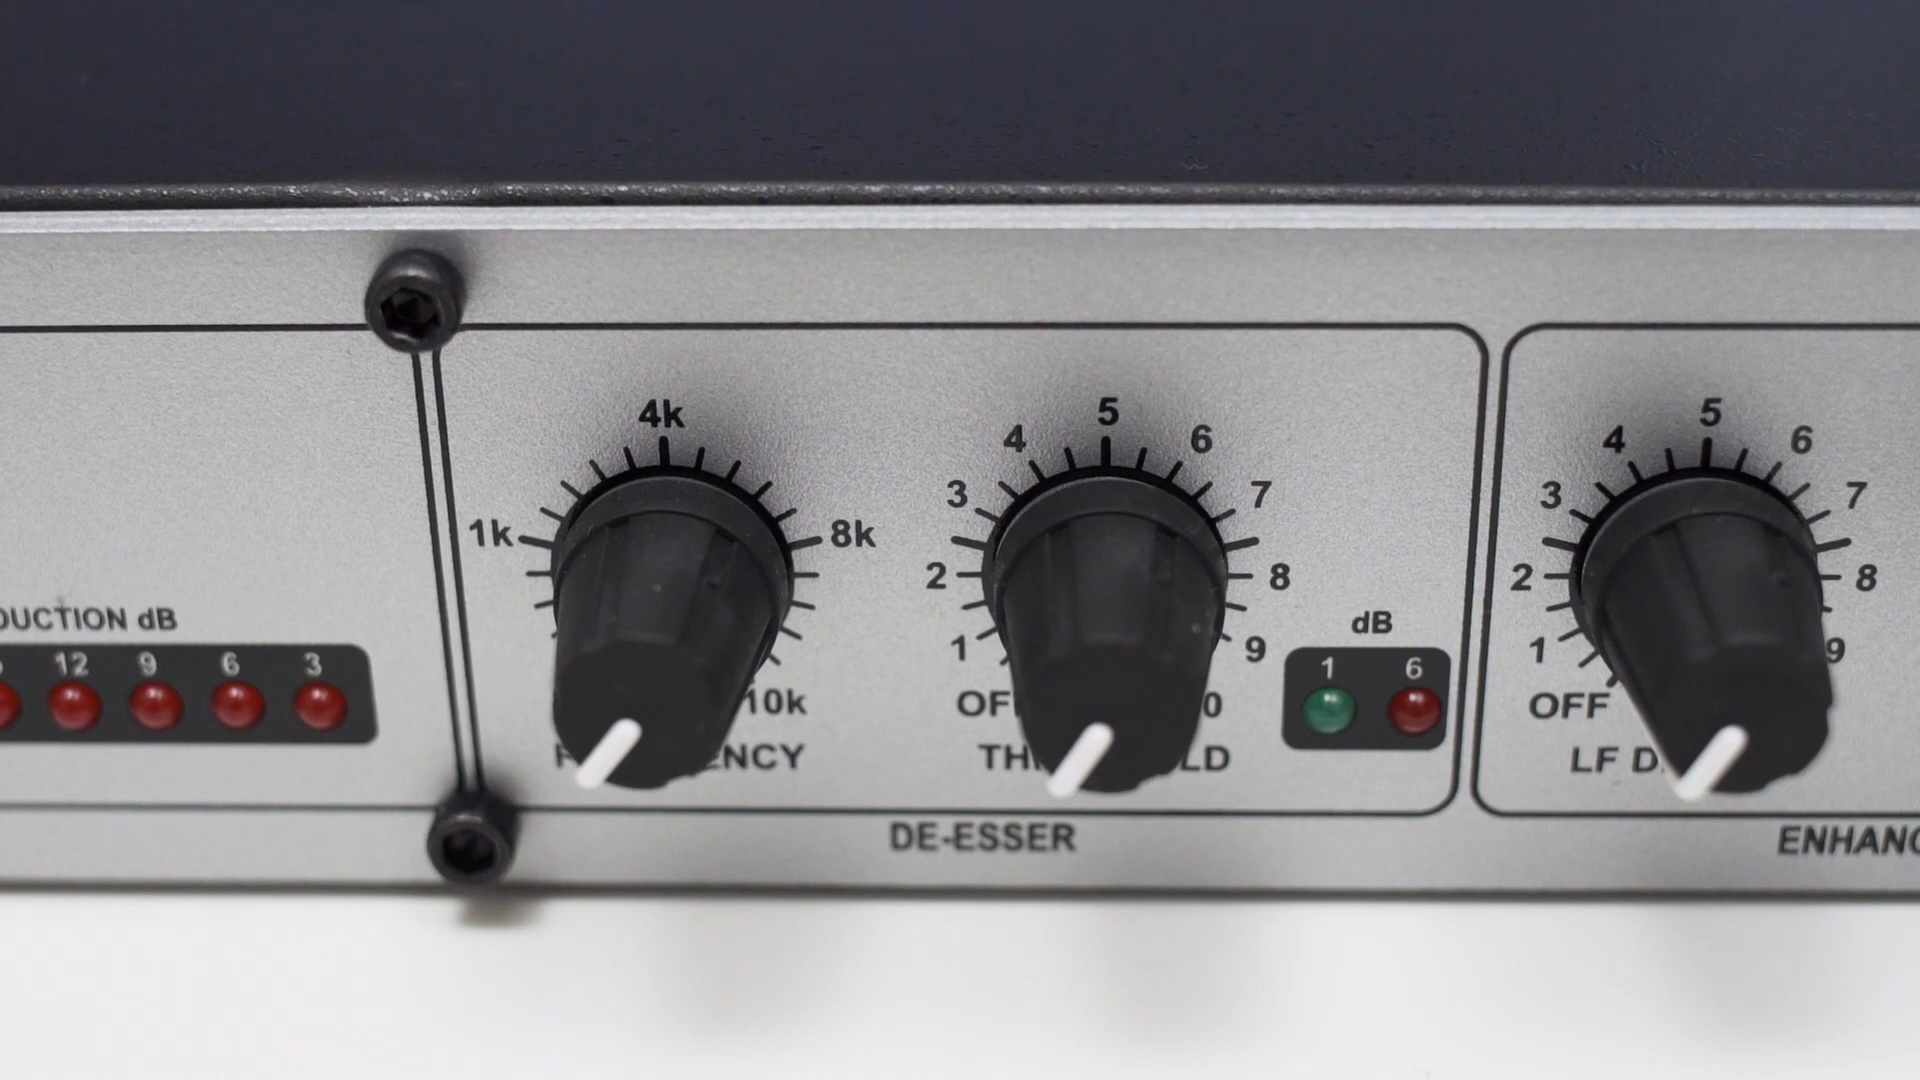 4k
1k 8k
10k
5
4 6
3 7
2 8
1 9
OF 0
LD
DE-ESSER
dB
1 6
DUCTION dB
12 9 6 3
5
4 6
3 7
2 8
1 9
OFF
LF D
ENHANC